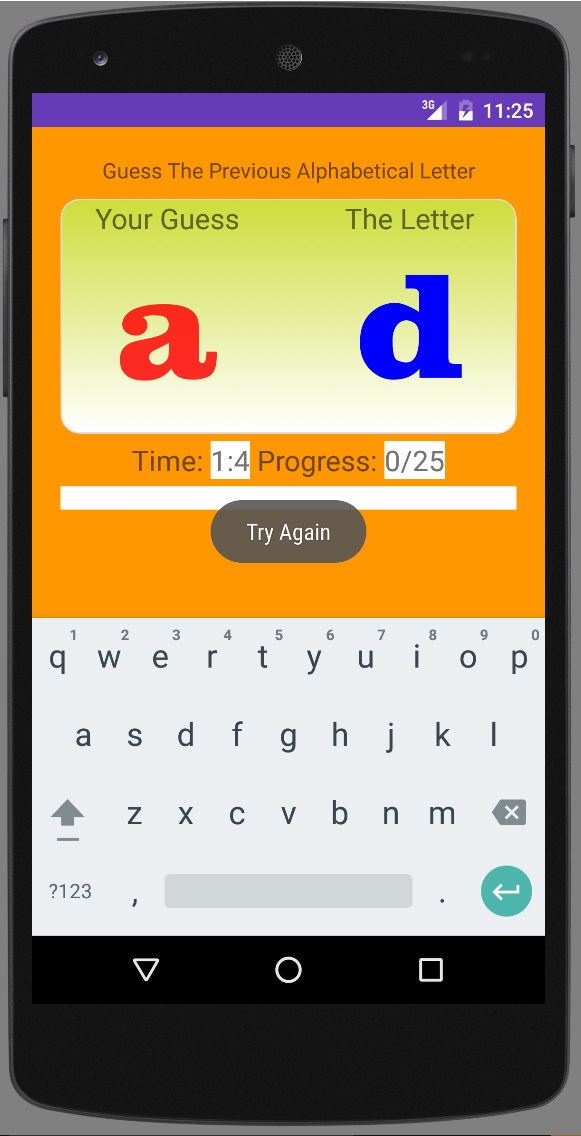 3G 11:25
Guess The Previous Alphabetical Letter
Your Guess The Letter
a d
Time: 1:4 Progress: 0/25
Try Again
1 2 3 4 5 6 7 8 9 0
q w e r t y u i o p
a s d f g h j k l
z x c v b n m
?123 , .